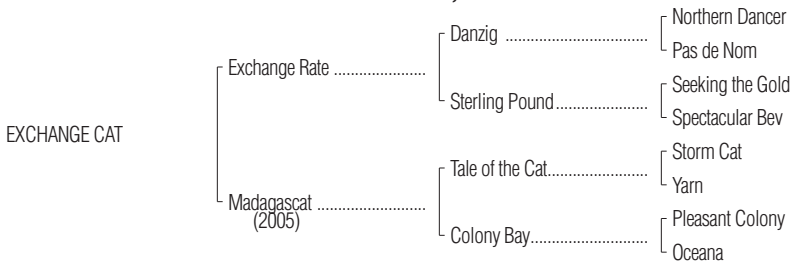 Northern Dancer
Danzig ..............................
Pas de Nom
Exchange Rate .......................
Seeking the Gold
Sterling Pound.......................
Spectacular Bev
EXCHANGE CAT
Storm Cat
Tale of the Cat.........................
Yarn
Madagascat ...........................
(2005)
Pleasant Colony
Colony Bay.............................
Oceana